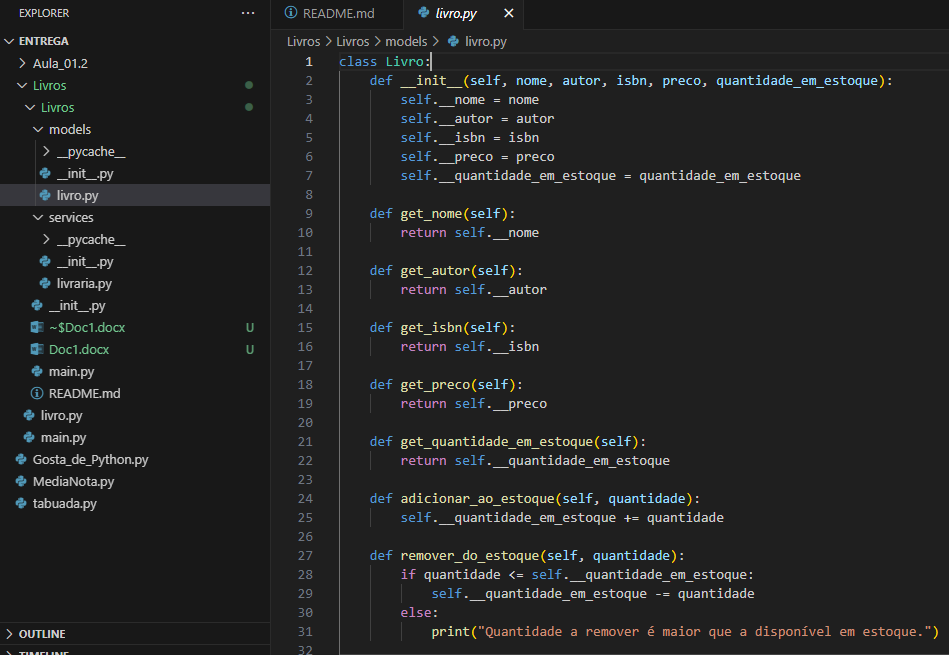 EXPLORER
···
ENTREGA
Aula_01.2
Livros
Livros
models
__pycache__
__init__.py
livro.py
services
__pycache__
__init__.py
livraria.py
__init__.py
~$Doc1.docx U
Doc1.docx U
main.py
README.md
livro.py
main.py
Gosta_de_Python.py
MediaNota.py
tabuada.py
OUTLINE
TIMELINE
README.md
livro.py
Livros > Livros > models > livro.py
1 class Livro:
2 def __init__(self, nome, autor, isbn, preco, quantidade_em_estoque):
3 self.__nome = nome
4 self.__autor = autor
5 self.__isbn = isbn
6 self.__preco = preco
7 self.__quantidade_em_estoque = quantidade_em_estoque
8
9 def get_nome(self):
10 return self.__nome
11
12 def get_autor(self):
13 return self.__autor
14
15 def get_isbn(self):
16 return self.__isbn
17
18 def get_preco(self):
19 return self.__preco
20
21 def get_quantidade_em_estoque(self):
22 return self.__quantidade_em_estoque
23
24 def adicionar_ao_estoque(self, quantidade):
25 self.__quantidade_em_estoque += quantidade
26
27 def remover_do_estoque(self, quantidade):
28 if quantidade <= self.__quantidade_em_estoque:
29 self.__quantidade_em_estoque -= quantidade
30 else:
31 print("Quantidade a remover é maior que a disponível em estoque.")
32